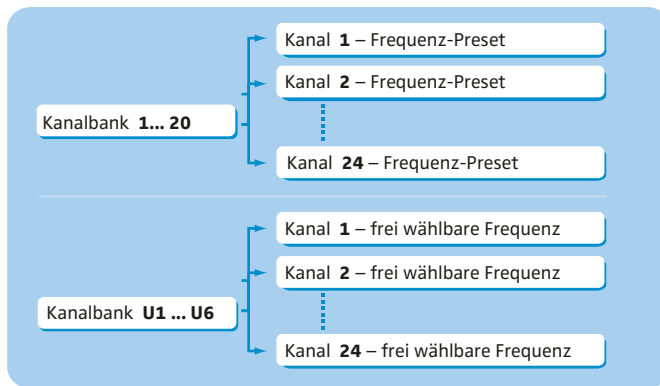 Kanal 1 – Frequenz-Preset
Kanal 2 – Frequenz-Preset
Kanalbank 1... 20
Kanal 24 – Frequenz-Preset
Kanal 1 – frei wählbare Frequenz
Kanal 2 – frei wählbare Frequenz
Kanalbank U1 ... U6
Kanal 24 – frei wählbare Frequenz